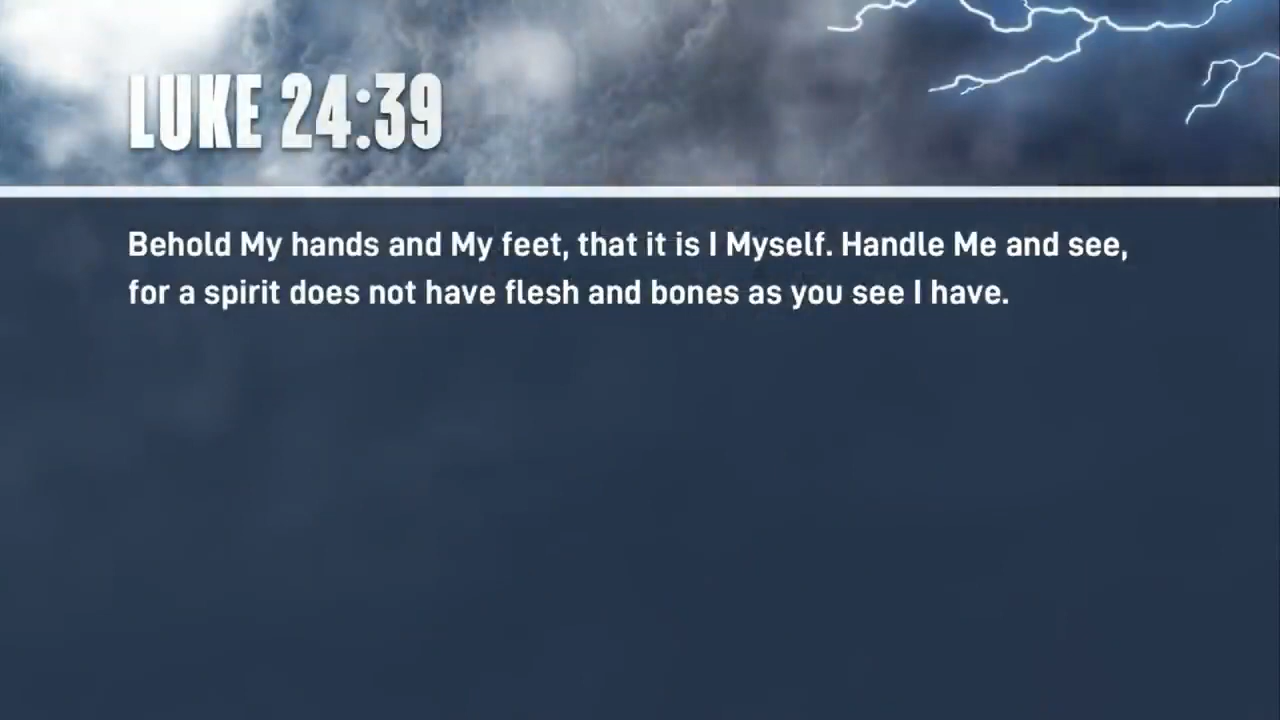 LUKE 24:39
Behold My hands and My feet, that it is I Myself. Handle Me and see,
for a spirit does not have flesh and bones as you see I have.